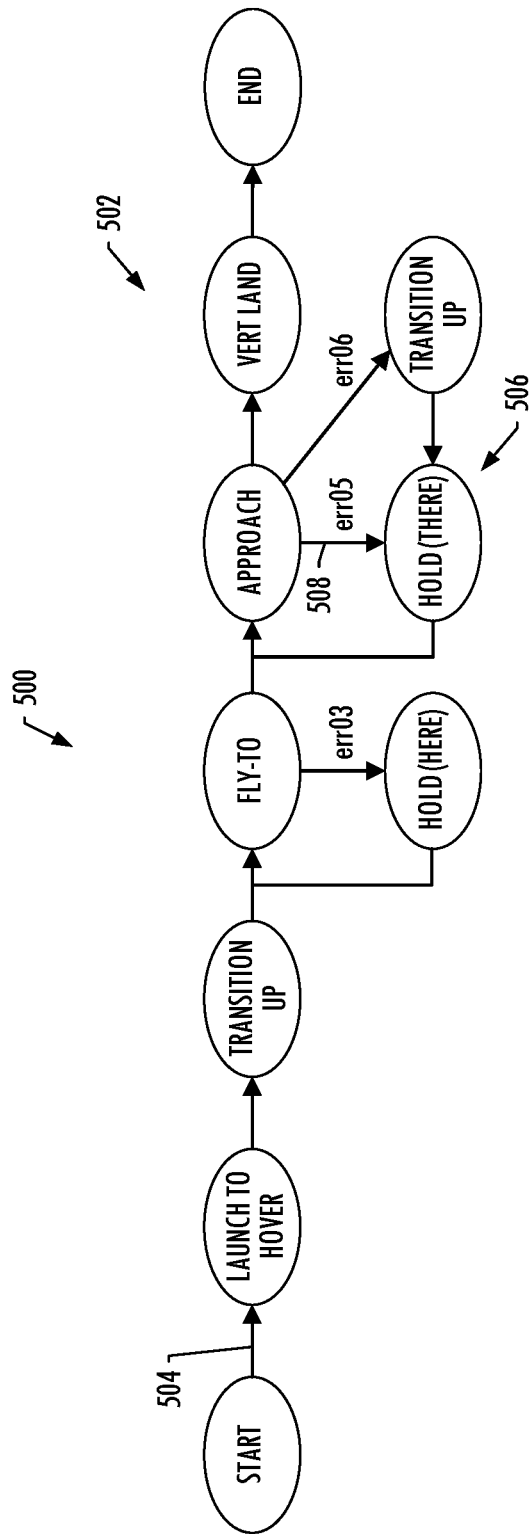 500
502
504
START
LAUNCH TO
HOVER
TRANSITION
UP
FLY-TO
APPROACH
VERT LAND
END
err03
508
err05
err06
HOLD (HERE)
HOLD (THERE)
TRANSITION
UP
506